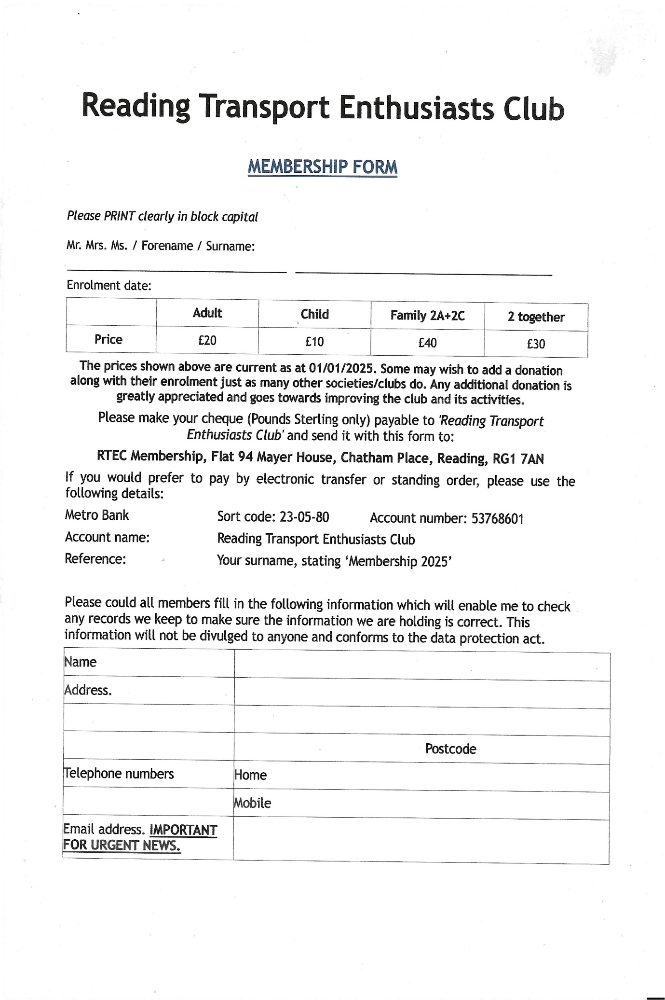 Reading Transport Enthusiasts Club
MEMBERSHIP FORM
Please PRINT clearly in block capital
Mr. Mrs. Ms. / Forename / Surname:
Enrolment date:
Adult Child Family 2A+2C 2 together
Price £20 £10 £40 £30
The prices shown above are current as at 01/01/2025. Some may wish to add a donation
along with their enrolment just as many other societies/clubs do. Any additional donation is
greatly appreciated and goes towards improving the club and its activities.
Please make your cheque (Pounds Sterling only) payable to 'Reading Transport
Enthusiasts Club' and send it with this form to:
RTEC Membership, Flat 94 Mayer House, Chatham Place, Reading, RG1 7AN
If you would prefer to pay by electronic transfer or standing order, please use the
following details:
Metro Bank Sort code: 23-05-80 Account number: 53768601
Account name: Reading Transport Enthusiasts Club
Reference: Your surname, stating ‘Membership 2025’
Please could all members fill in the following information which will enable me to check
any records we keep to make sure the information we are holding is correct. This
information will not be divulged to anyone and conforms to the data protection act.
Name
Address.
Postcode
Telephone numbers Home
Mobile
Email address. IMPORTANT
FOR URGENT NEWS.